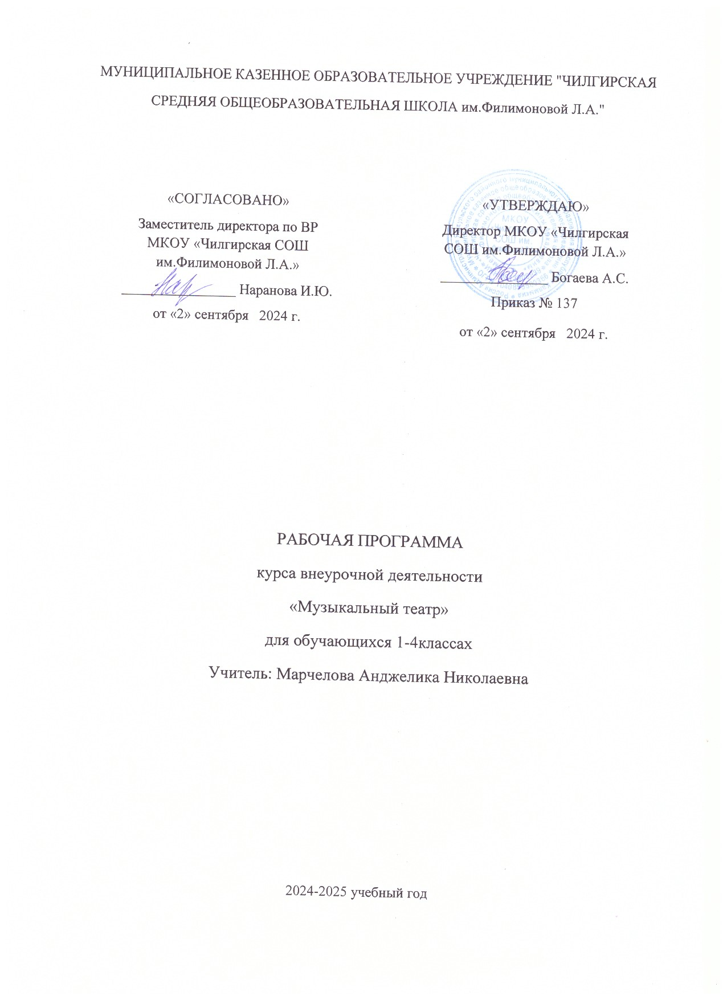 МУНИЦИПАЛЬНОЕ КАЗЕННОЕ ОБРАЗОВАТЕЛЬНОЕ УЧРЕЖДЕНИЕ "ЧИЛГИРСКАЯ
СРЕДНЯЯ ОБЩЕОБРАЗОВАТЕЛЬНАЯ ШКОЛА им.Филимоновой Л.А."
«СОГЛАСОВАНО»
Заместитель директора по ВР
МКОУ «Чилгирская СОШ
им.Филимоновой Л.А.»
Наранова И.Ю.
от «2» сентября 2024 г.
«УТВЕРЖДАЮ»
Директор МКОУ «Чилгирская
СОШ им.Филимоновой Л.А.»
Богаева А.С.
Приказ № 137
от «2» сентября 2024 г.
МКОУ
СОШ им.
РАБОЧАЯ ПРОГРАММА
курса внеурочной деятельности
«Музыкальный театр»
для обучающихся 1-4классах
Учитель: Марчелова Анджелика Николаевна
2024-2025 учебный год